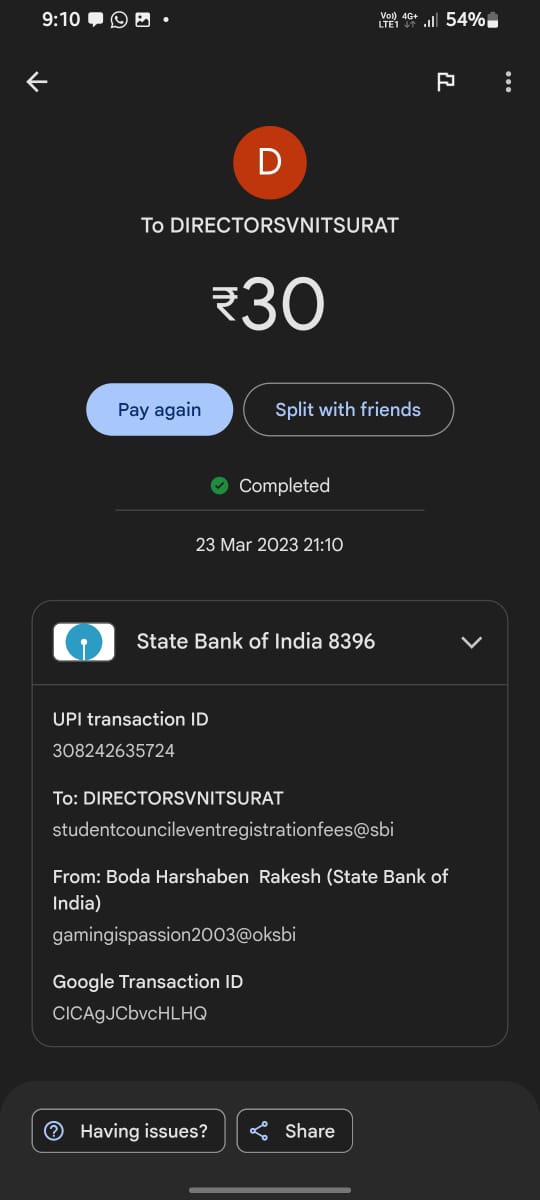 9:10
Vo)) 4G+ 54%
LTE1
D
To DIRECTORSVNITSURAT
₹30
Pay again
Split with friends
Completed
23 Mar 2023 21:10
State Bank of India 8396
UPI transaction ID
308242635724
To: DIRECTORSVNITSURAT
studentcouncileventregistrationfees@sbi
From: Boda Harshaben  Rakesh (State Bank of
India)
gamingispassion2003@oksbi
Google Transaction ID
CICAgJCbvcHLHQ
Having issues?
Share